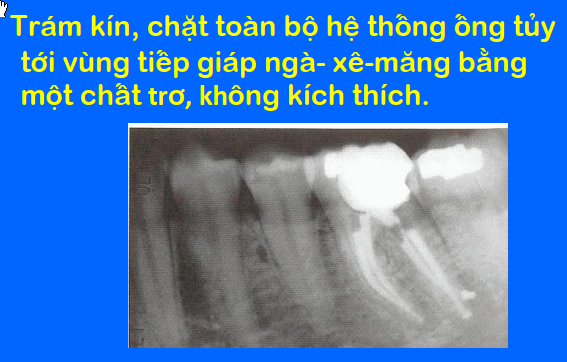 Trám kín, chặt toàn bộ hệ thống ống tủy
tới vùng tiếp giáp ngà- xê-măng bằng
một chất trơ, không kích thích.